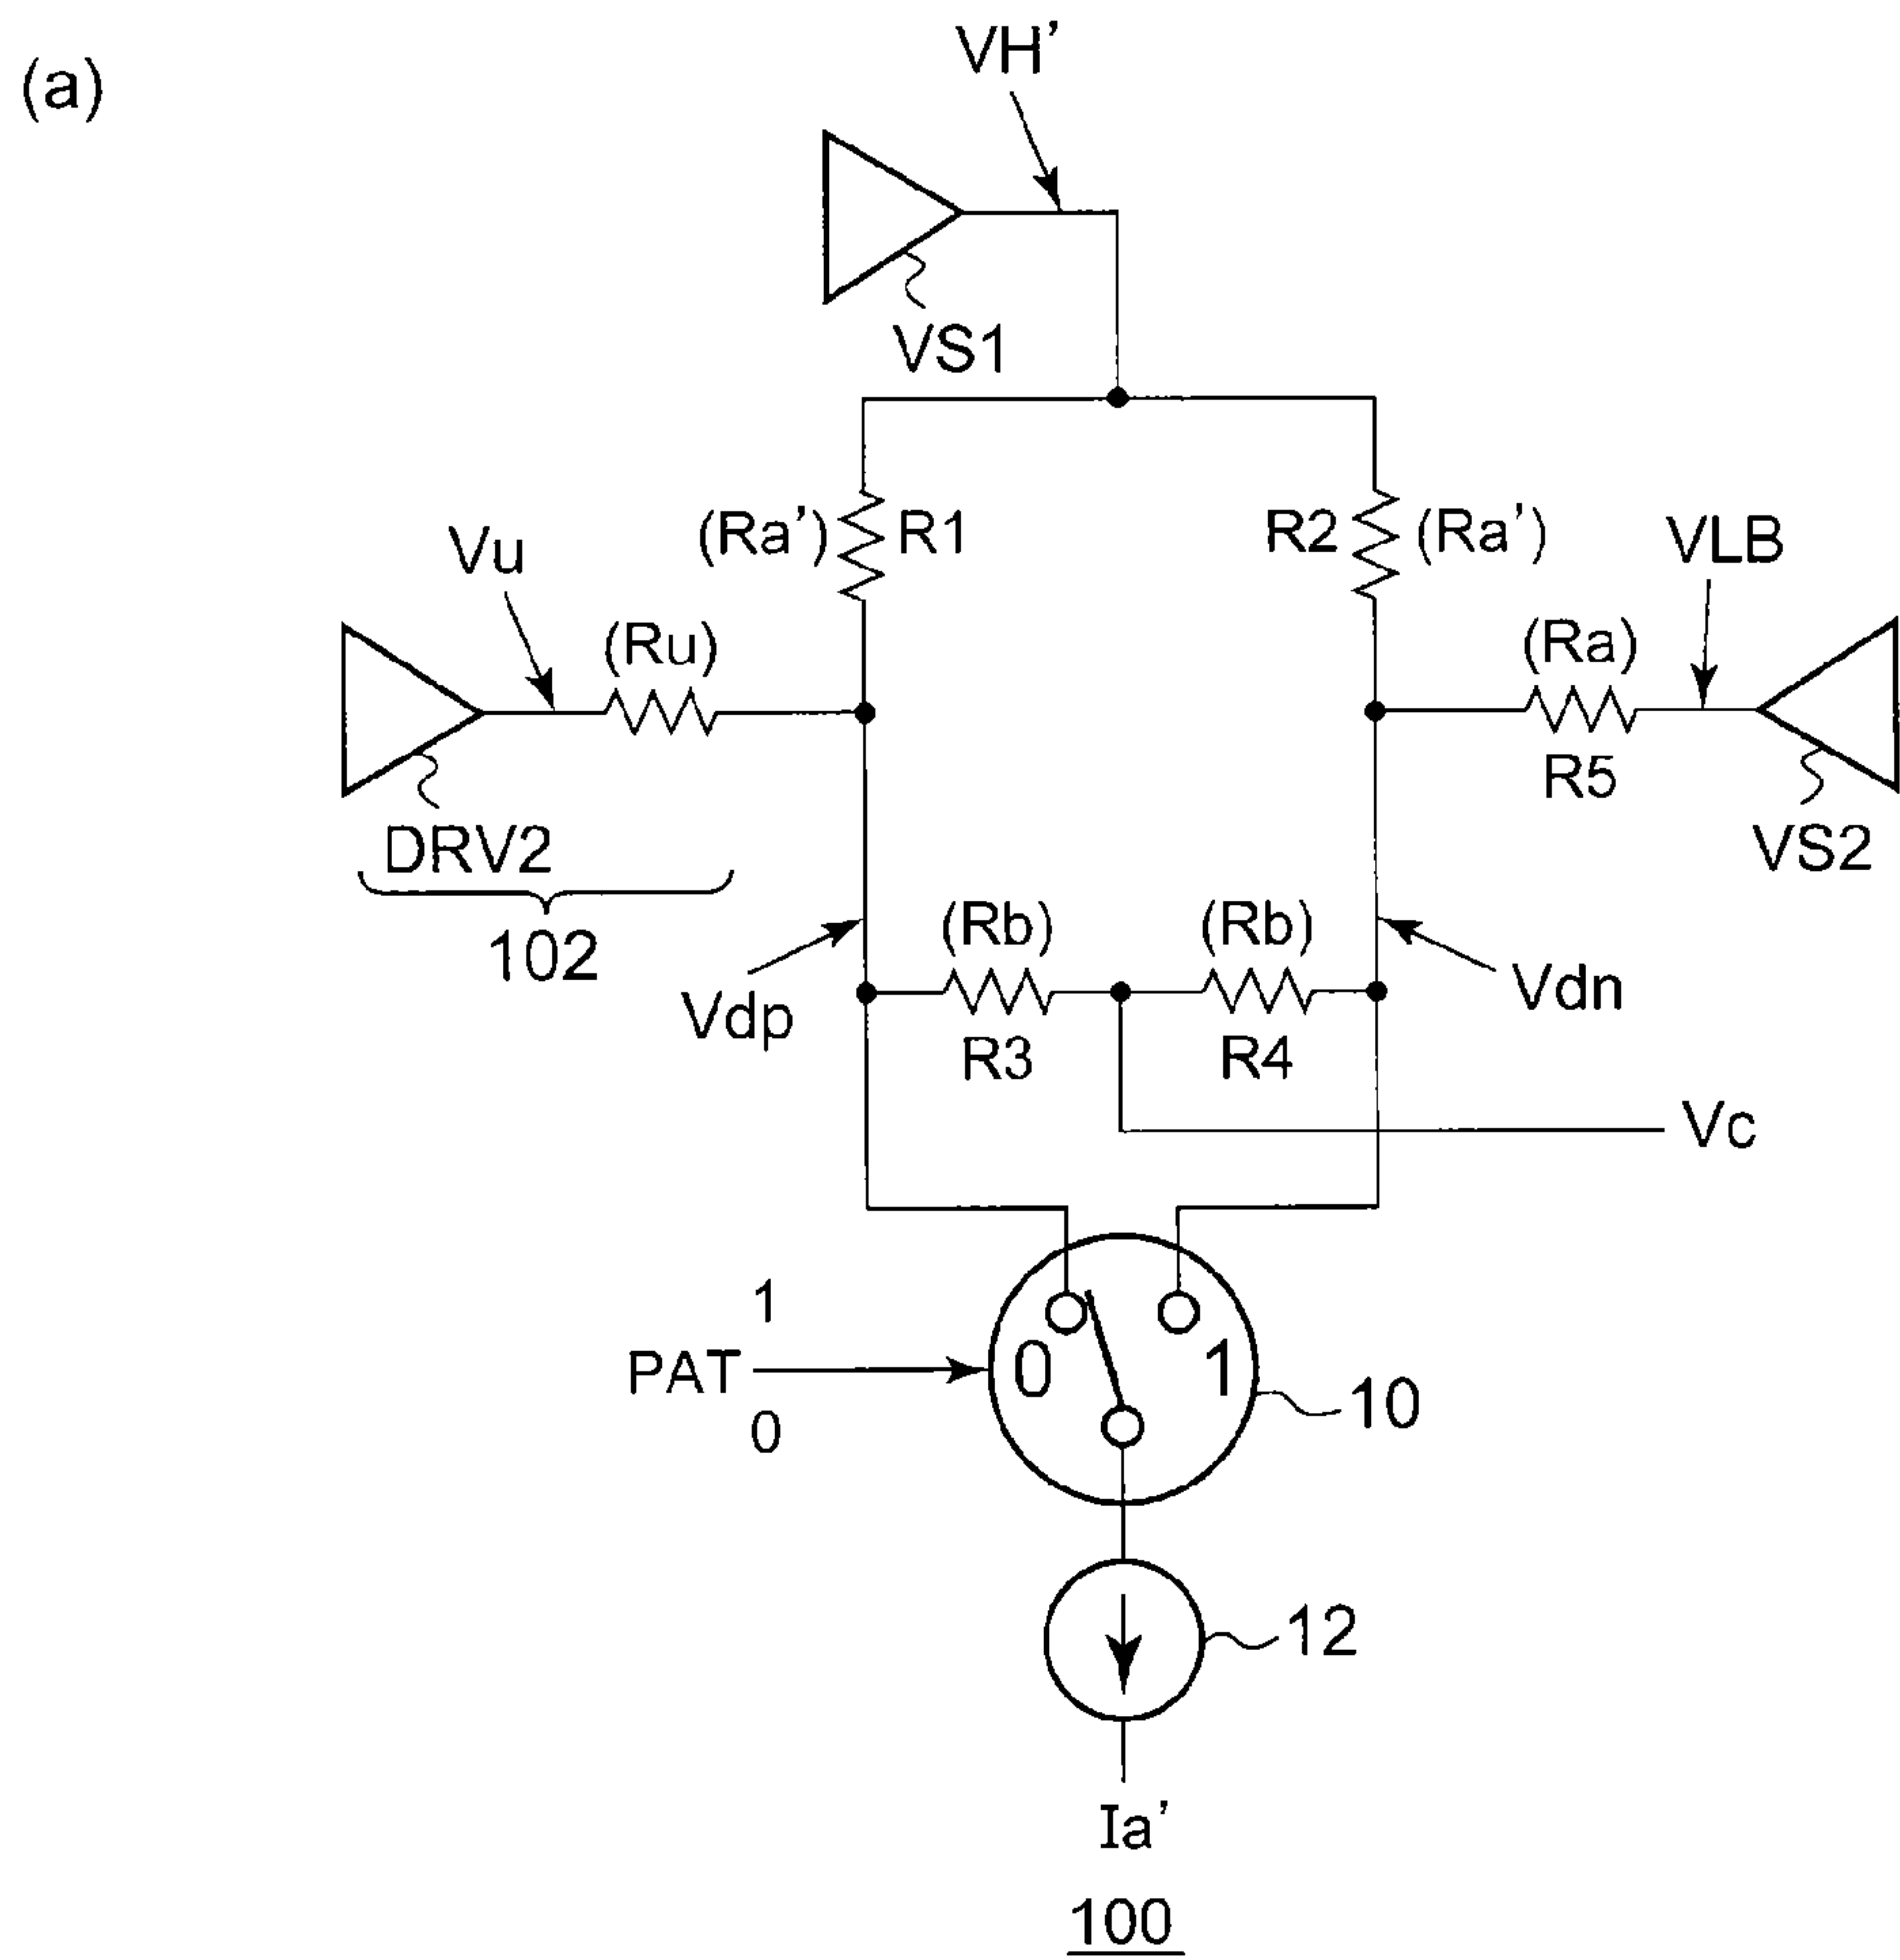 (a)
VH'
VS1
(Ra') R1
R2 (Ra')
Vu
VLB
(Ru)
(Ra)
R5
DRV2
VS2
102
(Rb)
(Rb)
Vdp
Vdn
R3
R4
Vc
1
PAT
0
0
1
10
12
Ia'
100